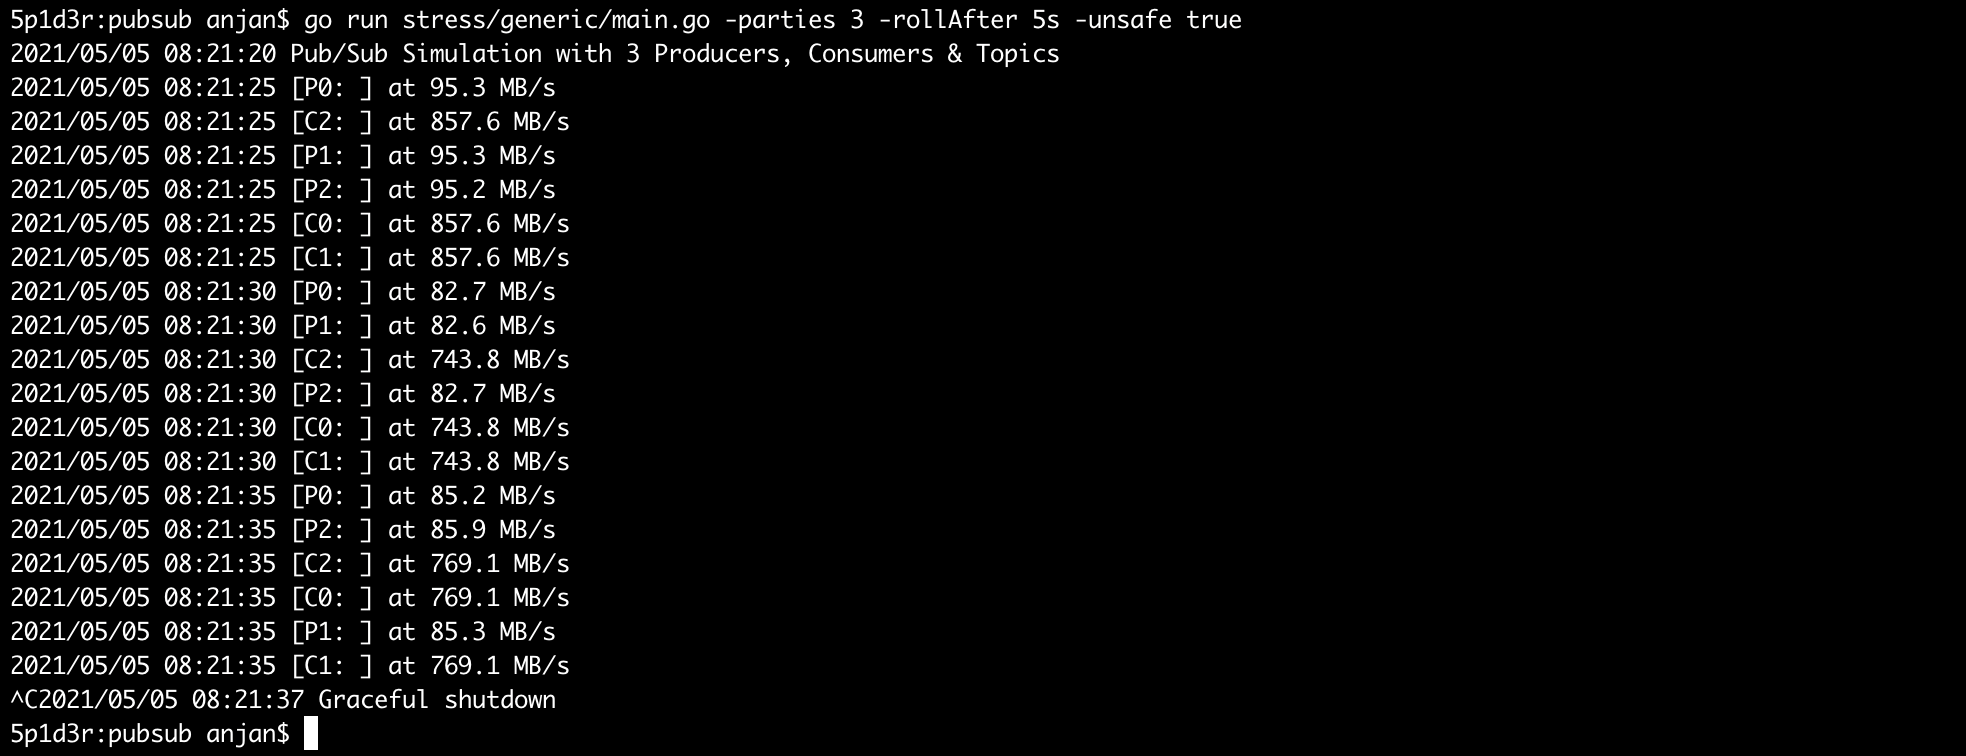 5p1d3r:pubsub anjan$ go run stress/generic/main.go -parties 3 -rollAfter 5s -unsafe true
2021/05/05 08:21:20 Pub/Sub Simulation with 3 Producers, Consumers & Topics
2021/05/05 08:21:25 [P0: ] at 95.3 MB/s
2021/05/05 08:21:25 [C2: ] at 857.6 MB/s
2021/05/05 08:21:25 [P1: ] at 95.3 MB/s
2021/05/05 08:21:25 [P2: ] at 95.2 MB/s
2021/05/05 08:21:25 [C0: ] at 857.6 MB/s
2021/05/05 08:21:25 [C1: ] at 857.6 MB/s
2021/05/05 08:21:30 [P0: ] at 82.7 MB/s
2021/05/05 08:21:30 [P1: ] at 82.6 MB/s
2021/05/05 08:21:30 [C2: ] at 743.8 MB/s
2021/05/05 08:21:30 [P2: ] at 82.7 MB/s
2021/05/05 08:21:30 [C0: ] at 743.8 MB/s
2021/05/05 08:21:30 [C1: ] at 743.8 MB/s
2021/05/05 08:21:35 [P0: ] at 85.2 MB/s
2021/05/05 08:21:35 [P2: ] at 85.9 MB/s
2021/05/05 08:21:35 [C2: ] at 769.1 MB/s
2021/05/05 08:21:35 [C0: ] at 769.1 MB/s
2021/05/05 08:21:35 [P1: ] at 85.3 MB/s
2021/05/05 08:21:35 [C1: ] at 769.1 MB/s
^C2021/05/05 08:21:37 Graceful shutdown
5p1d3r:pubsub anjan$